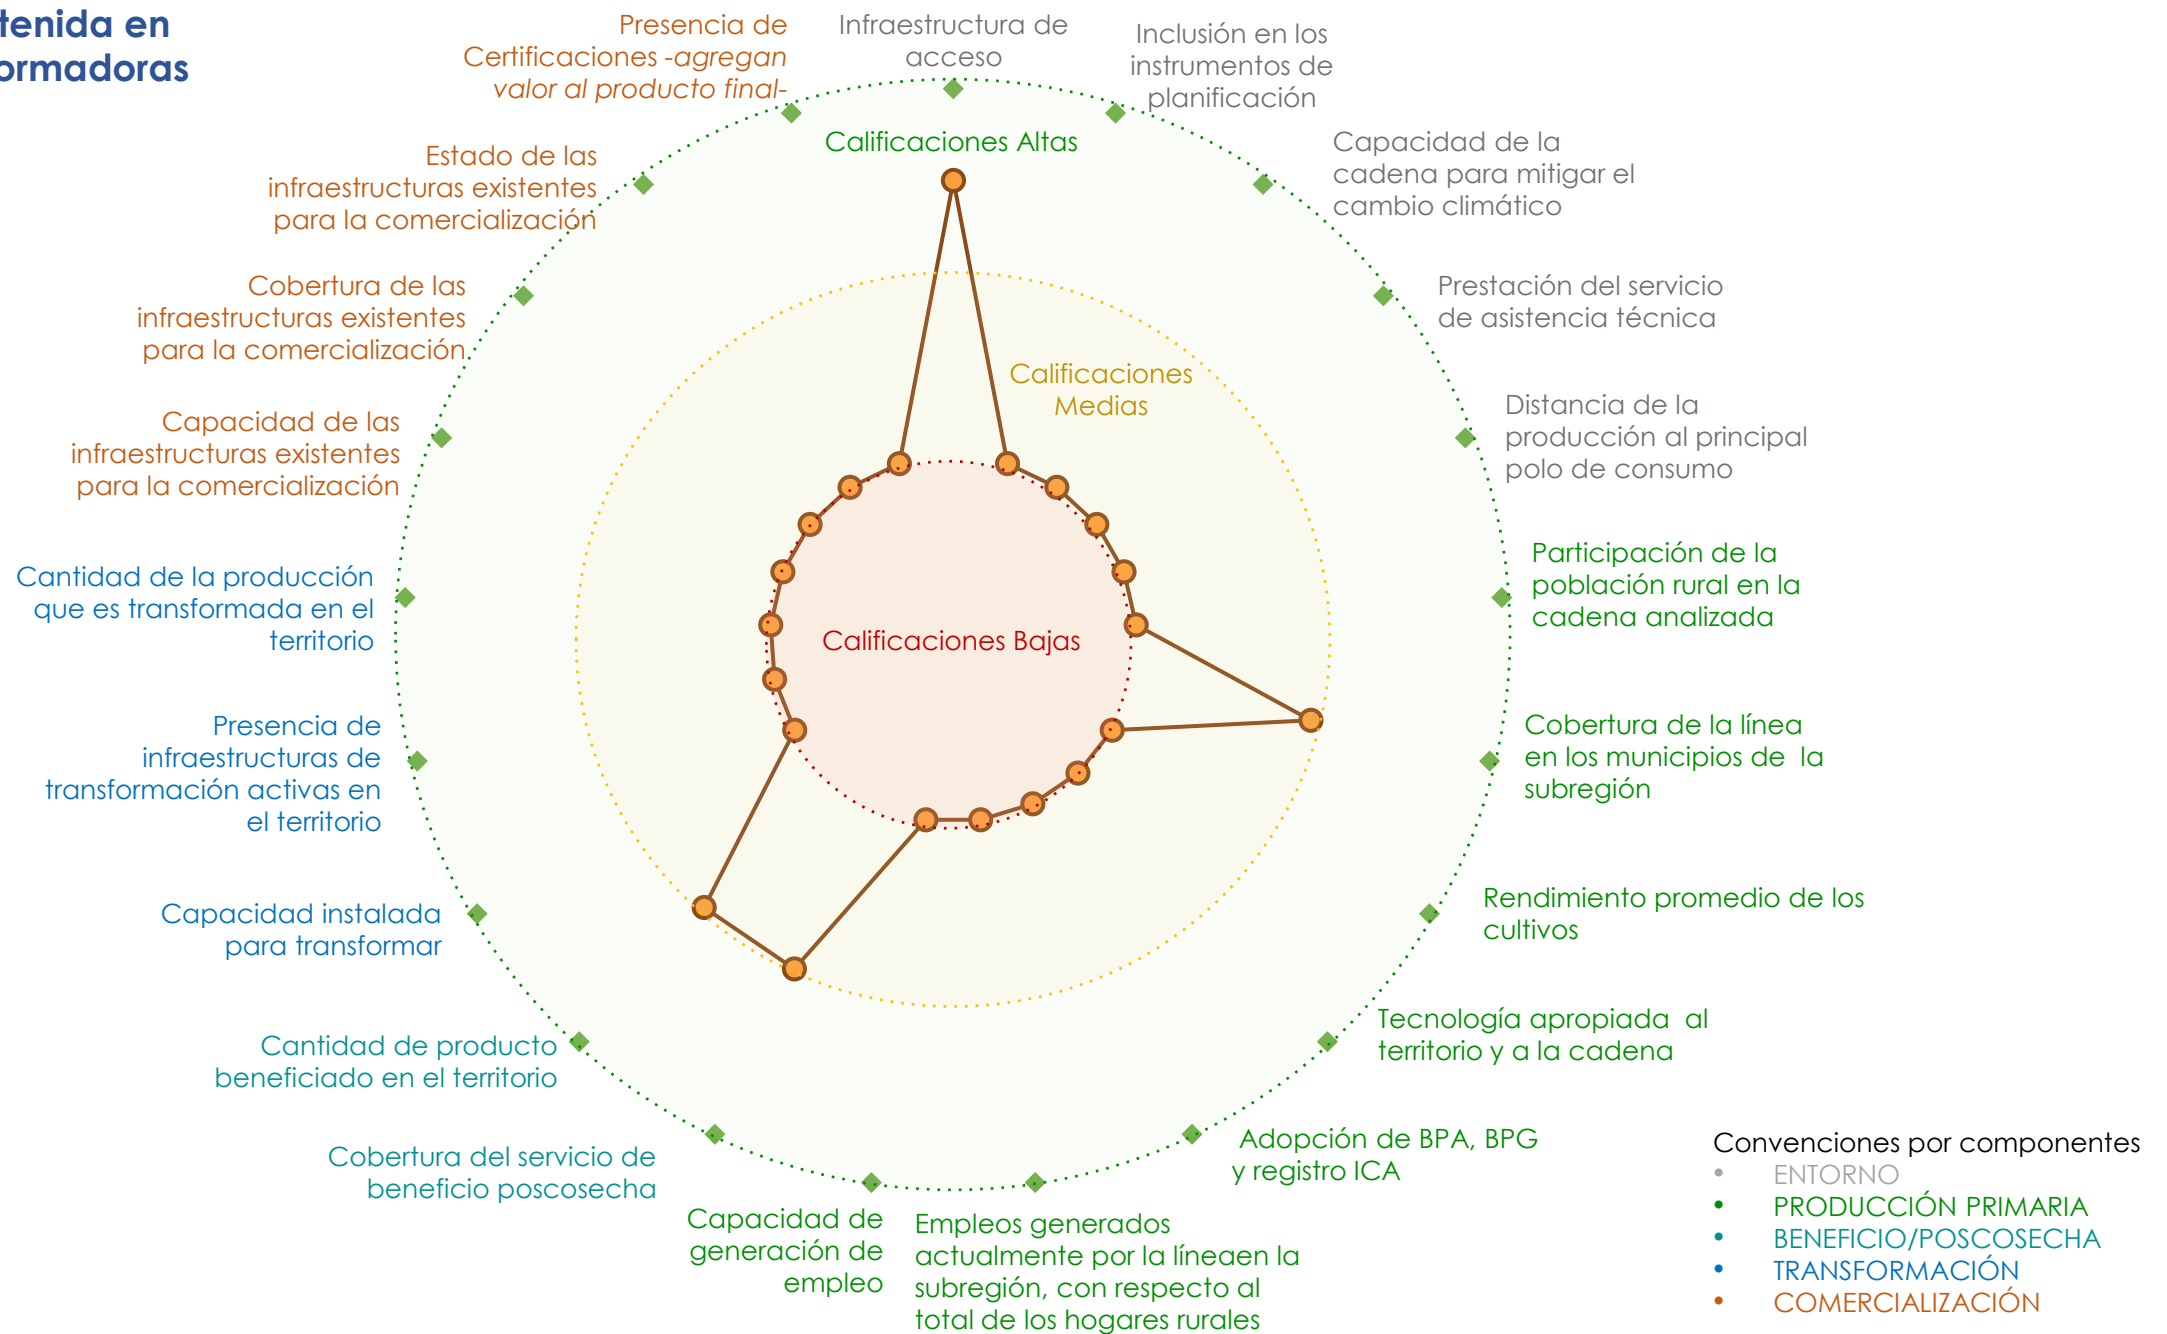 tenida en
ormadoras
Presencia de
Certificaciones -agregan
valor al producto final-
Infraestructura de
acceso
Inclusión en los
instrumentos de
planificación
Capacidad de la
cadena para mitigar el
cambio climático
Prestación del servicio
de asistencia técnica
Distancia de la
producción al principal
polo de consumo
Participación de la
población rural en la
cadena analizada
Cobertura de la línea
en los municipios de  la
subregión
Rendimiento promedio de los
cultivos
Tecnología apropiada  al
territorio y a la cadena
Adopción de BPA, BPG
y registro ICA
Empleos generados
actualmente por la líneaen la
subregión, con respecto al
total de los hogares rurales
Capacidad de
generación de
empleo
Cobertura del servicio de
beneficio poscosecha
Cantidad de producto
beneficiado en el territorio
Capacidad instalada
para transformar
Presencia de
infraestructuras de
transformación activas en
el territorio
Cantidad de la producción
que es transformada en el
territorio
Capacidad de las
infraestructuras existentes
para la comercialización
Cobertura de las
infraestructuras existentes
para la comercialización
Estado de las
infraestructuras existentes
para la comercialización
Calificaciones Altas
Calificaciones
Medias
Calificaciones Bajas
Convenciones por componentes
• ENTORNO
• PRODUCCIÓN PRIMARIA
• BENEFICIO/POSCOSECHA
• TRANSFORMACIÓN
• COMERCIALIZACIÓN